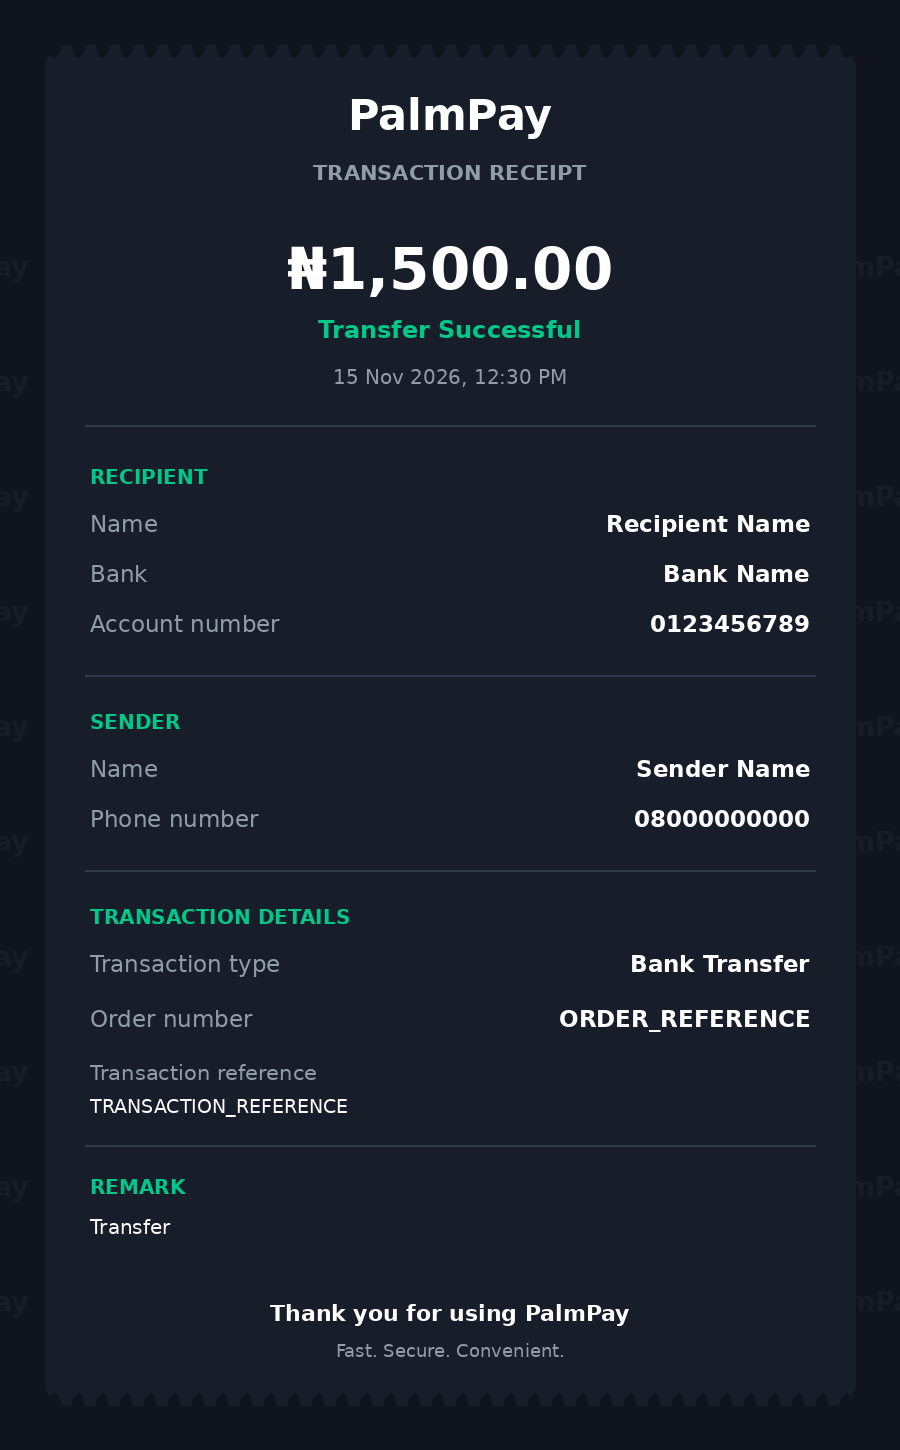 PalmPay
TRANSACTION RECEIPT
₦1,500.00
Transfer Successful
15 Nov 2026, 12:30 PM
RECIPIENT
Name Recipient Name
Bank Bank Name
Account number 0123456789
SENDER
Name Sender Name
Phone number 08000000000
TRANSACTION DETAILS
Transaction type Bank Transfer
Order number ORDER_REFERENCE
Transaction reference
TRANSACTION_REFERENCE
REMARK
Transfer
Thank you for using PalmPay
Fast. Secure. Convenient.